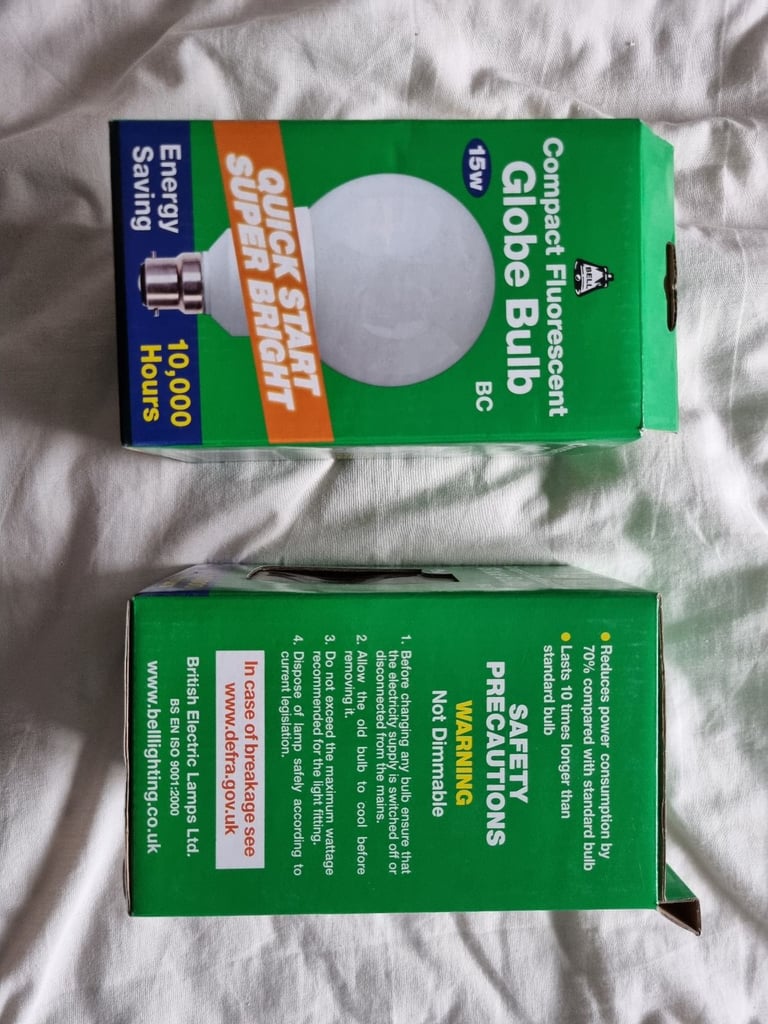 Compact Fluorescent
Globe Bulb
15w
BC
BELL
QUICK START
SUPER BRIGHT
Energy
Saving
10,000
Hours
• Reduces power consumption by
70% compared with standard bulb
• Lasts 10 times longer than
standard bulb
SAFETY
PRECAUTIONS
WARNING
Not Dimmable
1. Before changing any bulb ensure that
the electricity supply is switched off or
disconnected from the mains.
2. Allow the old bulb to cool before
removing it.
3. Do not exceed the maximum wattage
recommended for the light fitting.
4. Dispose of lamp safely according to
current legislation.
In case of breakage see
www.defra.gov.uk
British Electric Lamps Ltd.
BS EN ISO 9001:2000
www.belllighting.co.uk